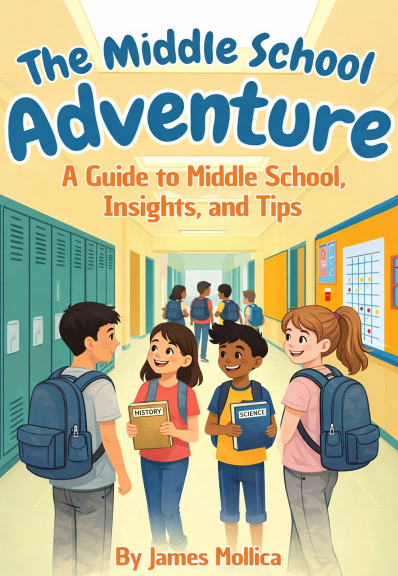 The Middle School
Adventure
A Guide to Middle School,
Insights, and Tips
HISTORY
SCIENCE
By James Mollica